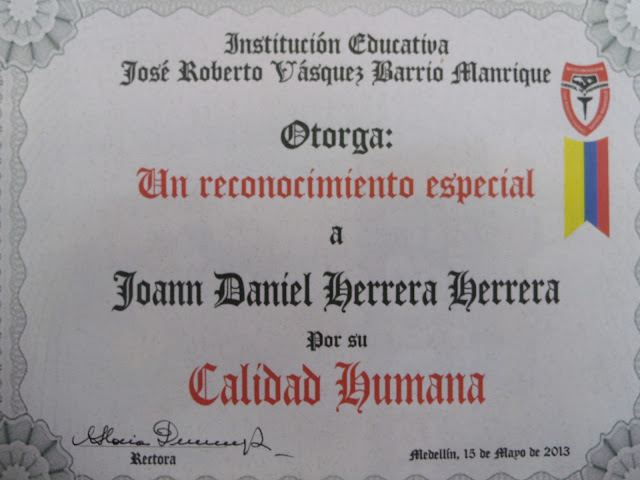 Institución Educativa
José Roberto Vásquez Barrio Manrique
Otorga:
Un reconocimiento especial
a
Joann Daniel Herrera Herrera
Por su
Calidad Humana
Rectora
Medellín, 15 de Mayo de 2013